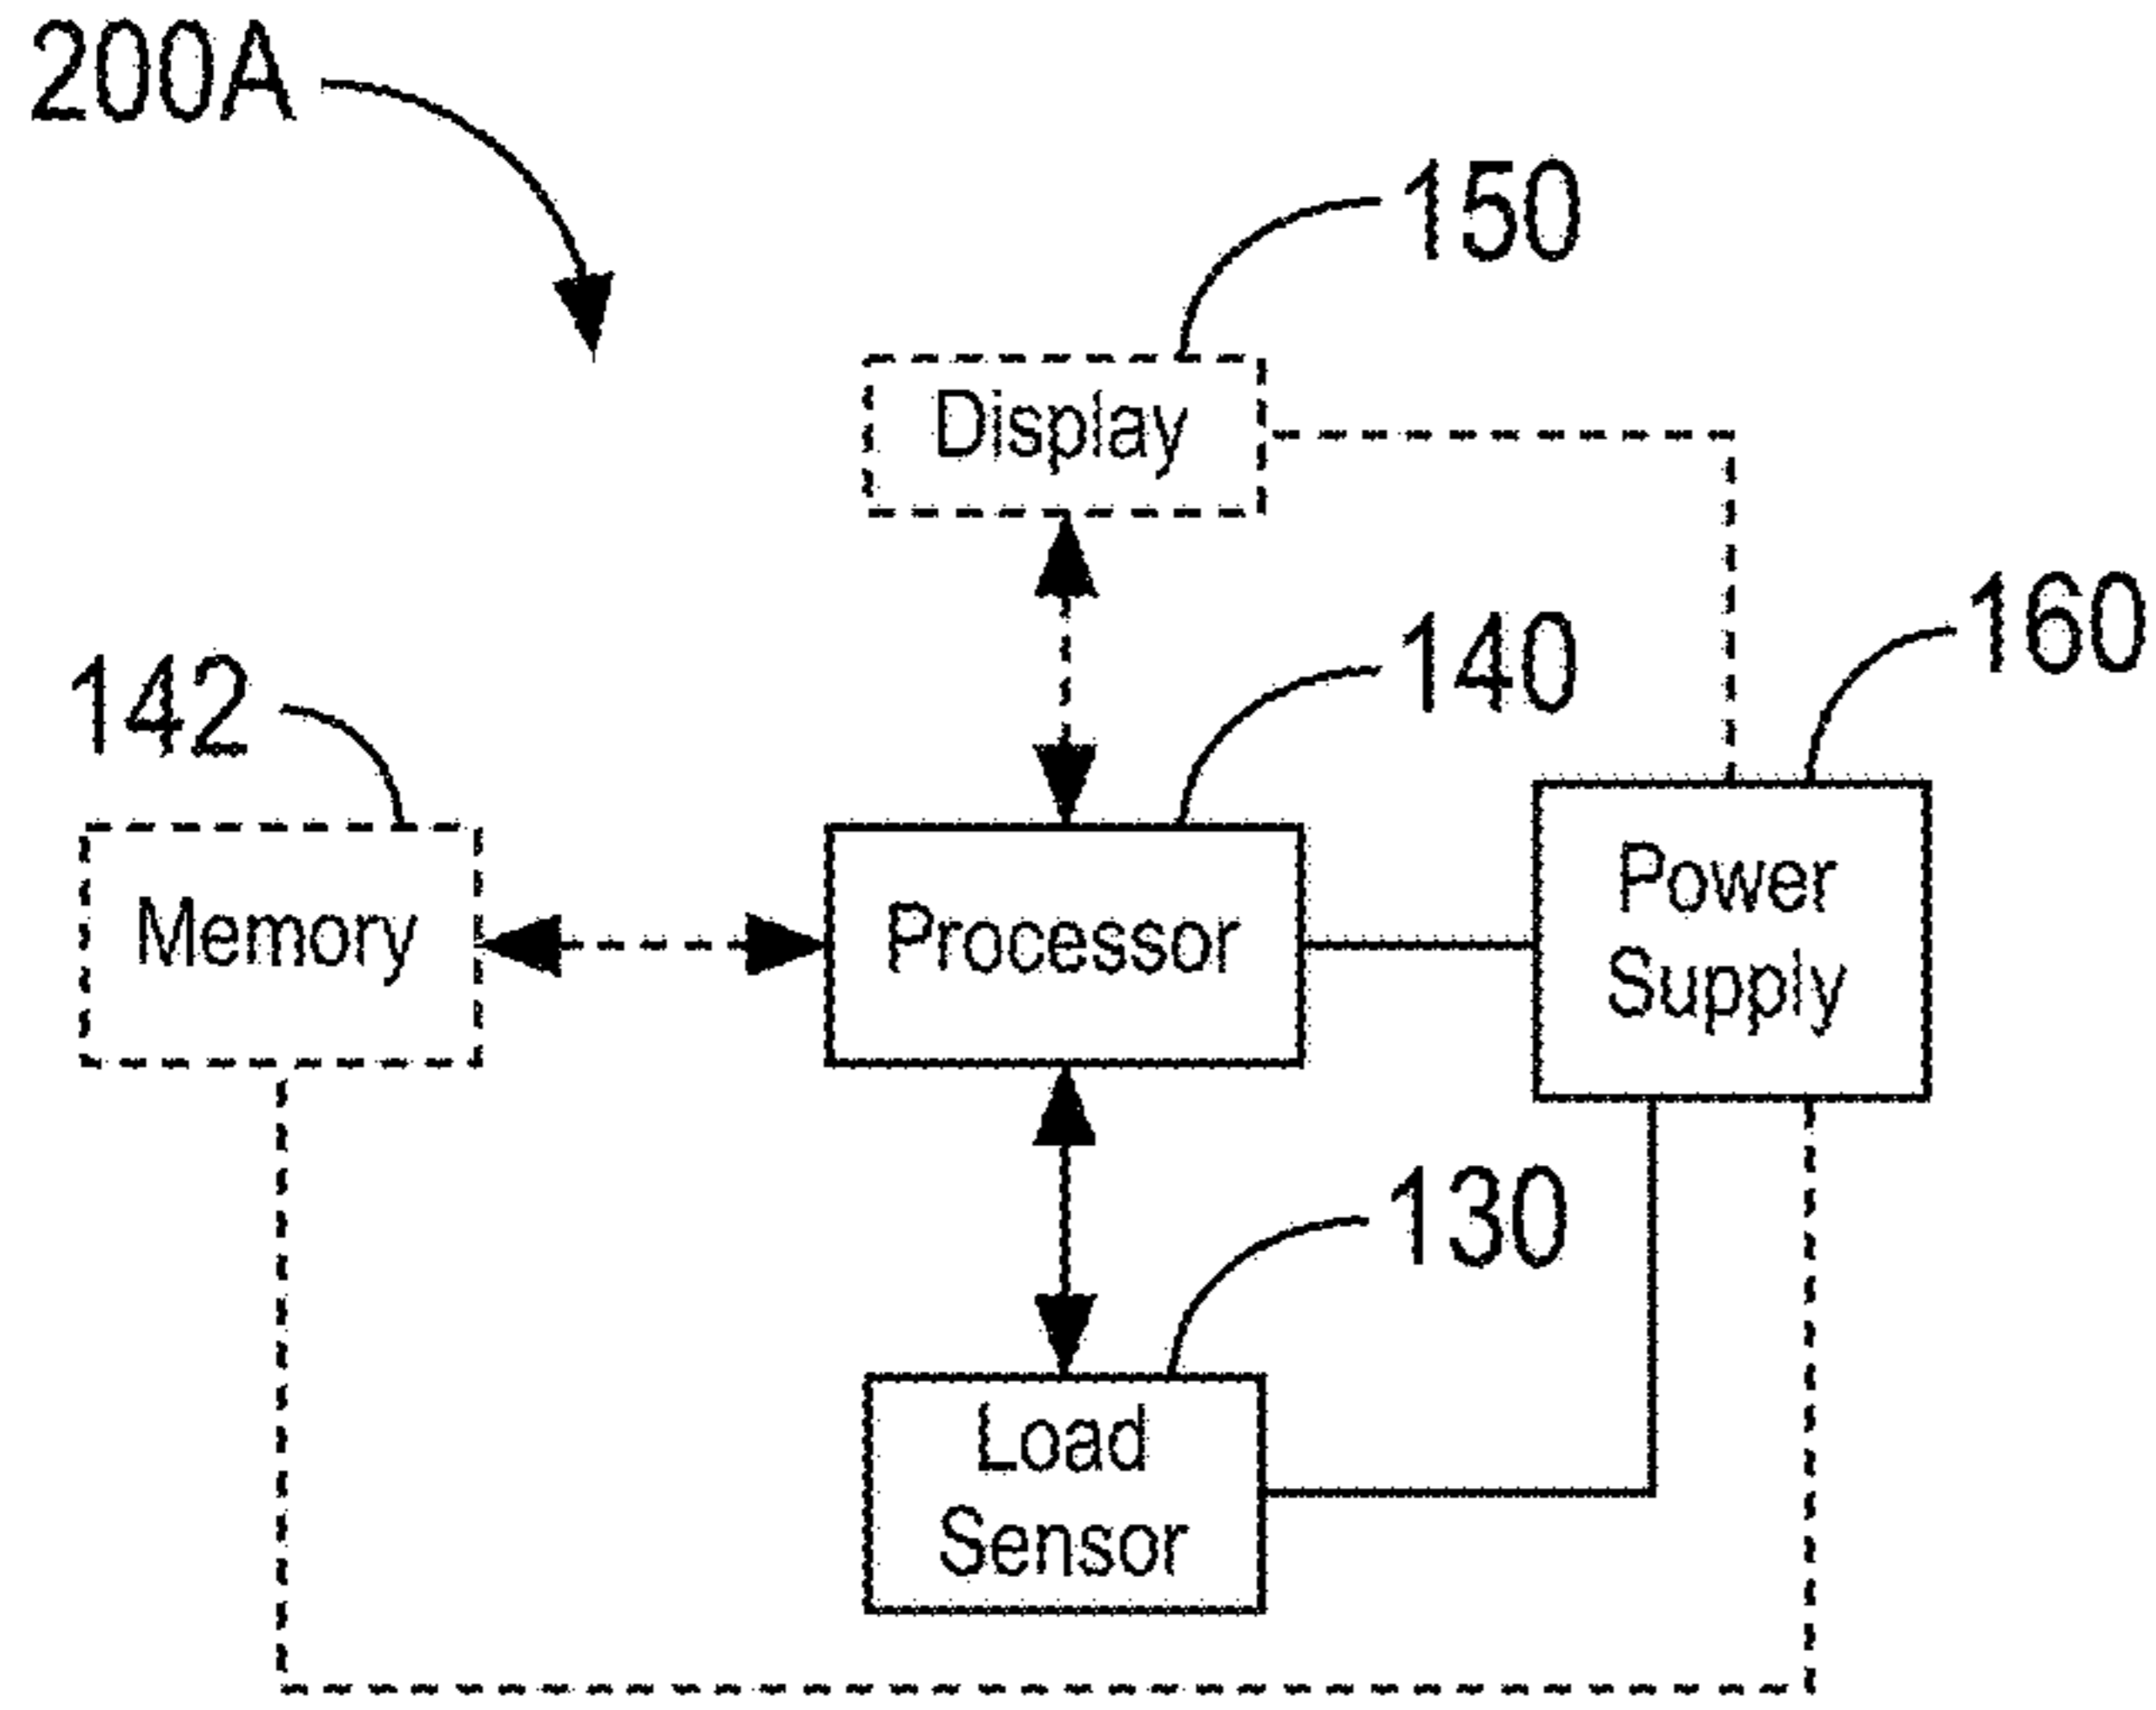 200A
150
Display
140
160
142
Memory
Processor
Power
Supply
130
Load
Sensor